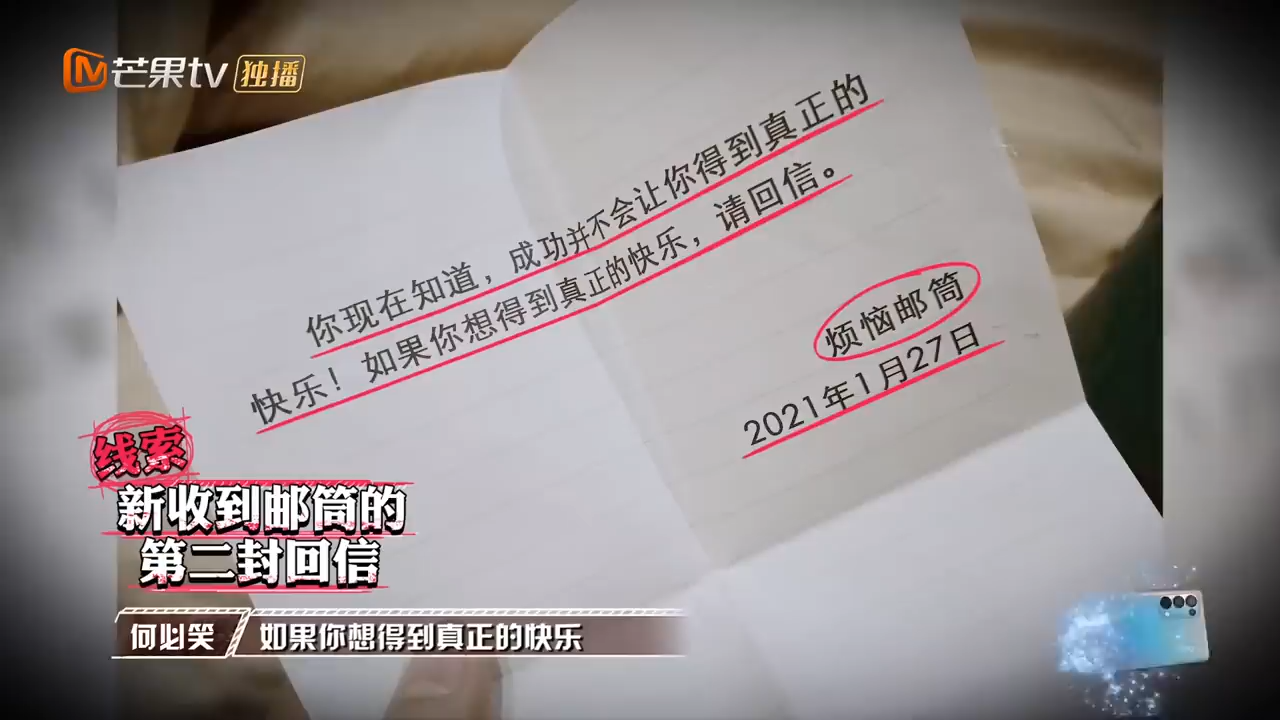 芒果tv 独播
你现在知道，成功并不会让你得到真正的
快乐！如果你想得到真正的快乐，请回信。
烦恼邮筒
2021年1月27日
线索
新收到邮筒的
第二封回信
何必笑 如果你想得到真正的快乐